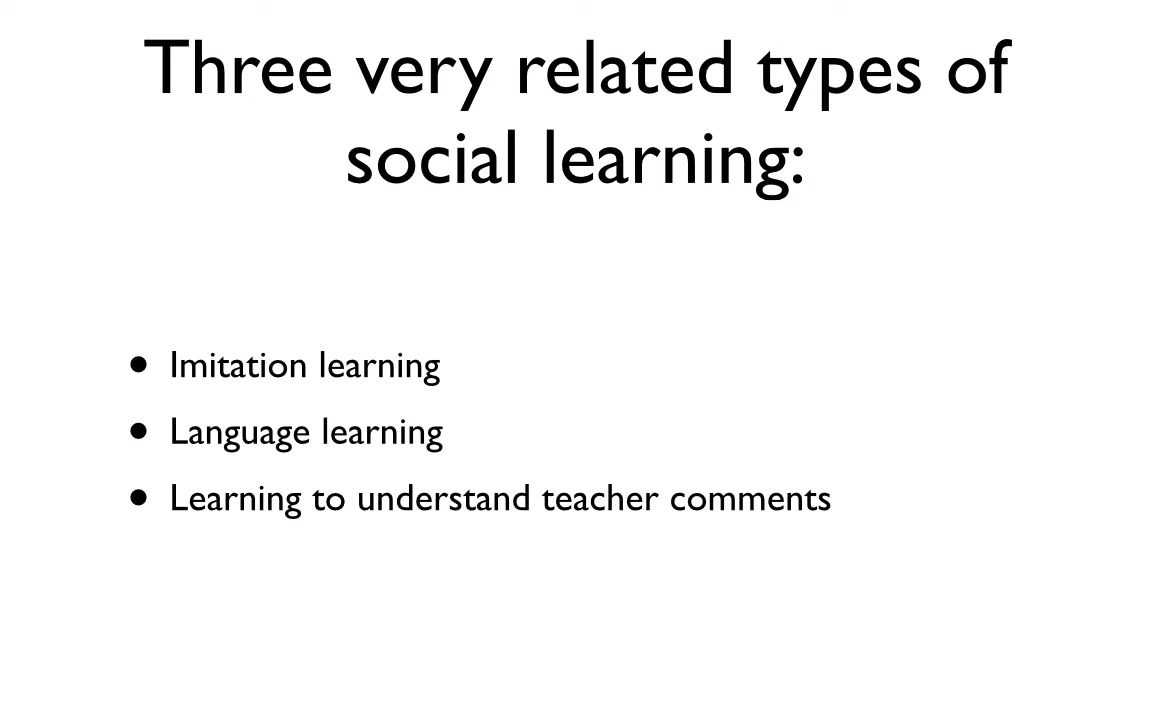 Three very related types of
social learning:
• Imitation learning
• Language learning
• Learning to understand teacher comments